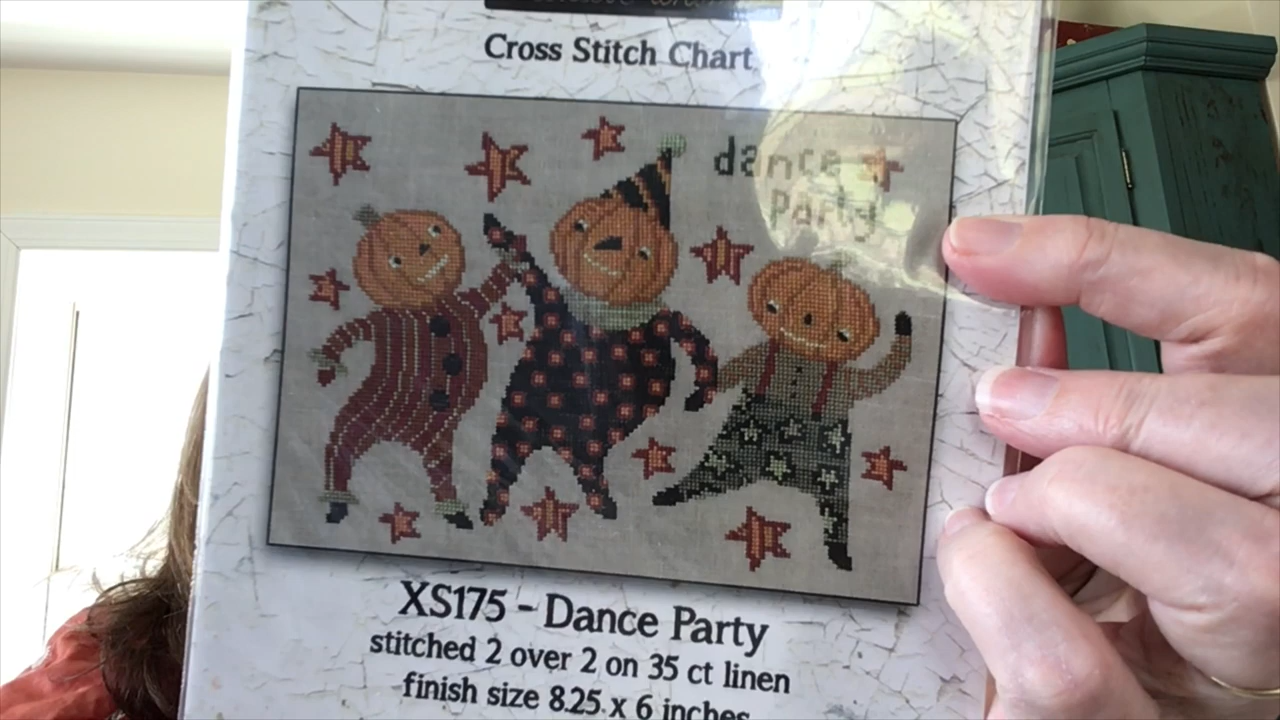 Cross Stitch Chart
dance
Party
XS175 - Dance Party
stitched 2 over 2 on 35 ct linen
finish size 8.25 x 6 inches